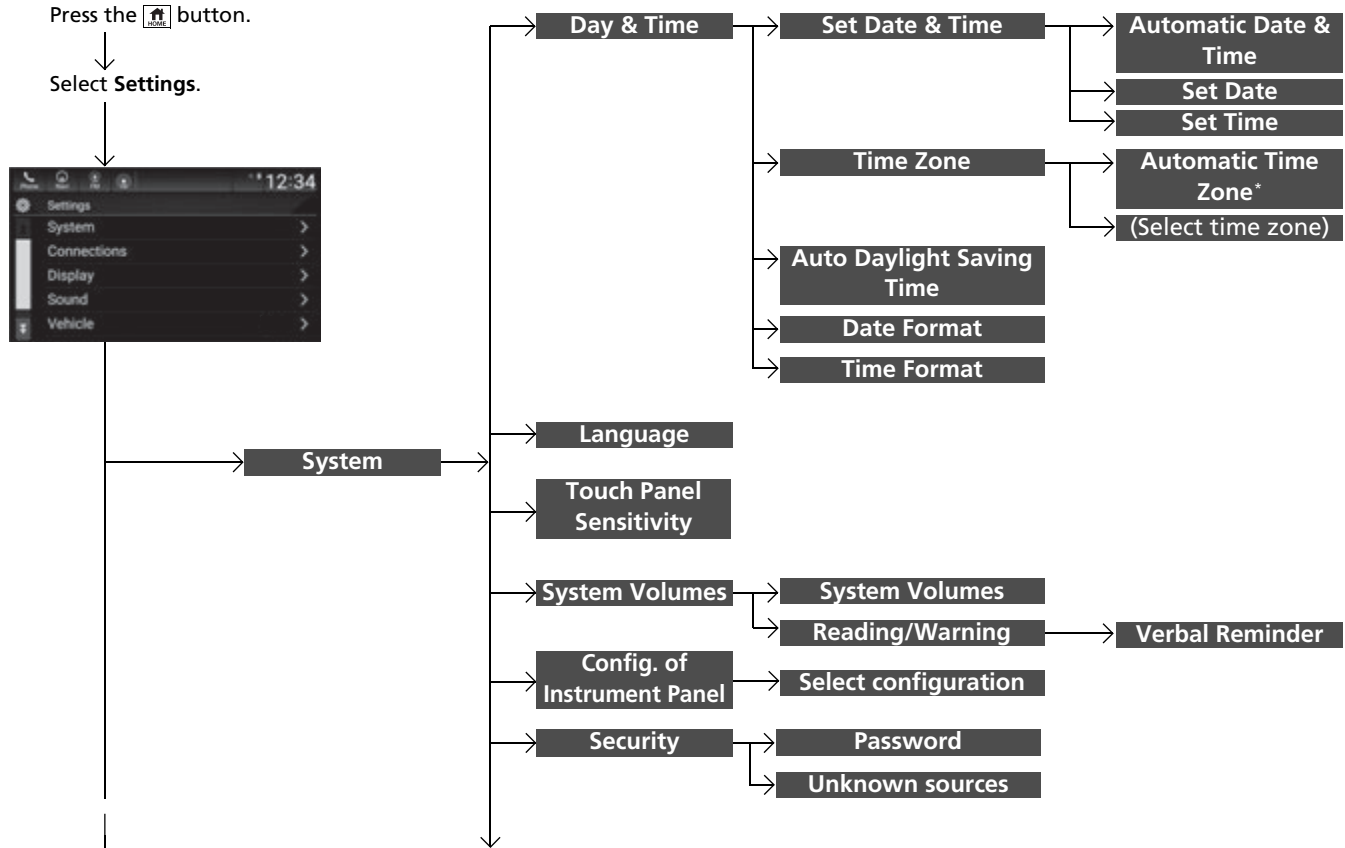 Press the HOME button.
Select Settings.
Phone
12:34
Settings
System
Connections
Display
Sound
Vehicle
System
Day & Time
Set Date & Time
Automatic Date &
Time
Set Date
Set Time
Time Zone
Automatic Time
Zone*
(Select time zone)
Auto Daylight Saving
Time
Date Format
Time Format
Language
Touch Panel
Sensitivity
System Volumes
System Volumes
Reading/Warning
Verbal Reminder
Config. of
Instrument Panel
Select configuration
Security
Password
Unknown sources